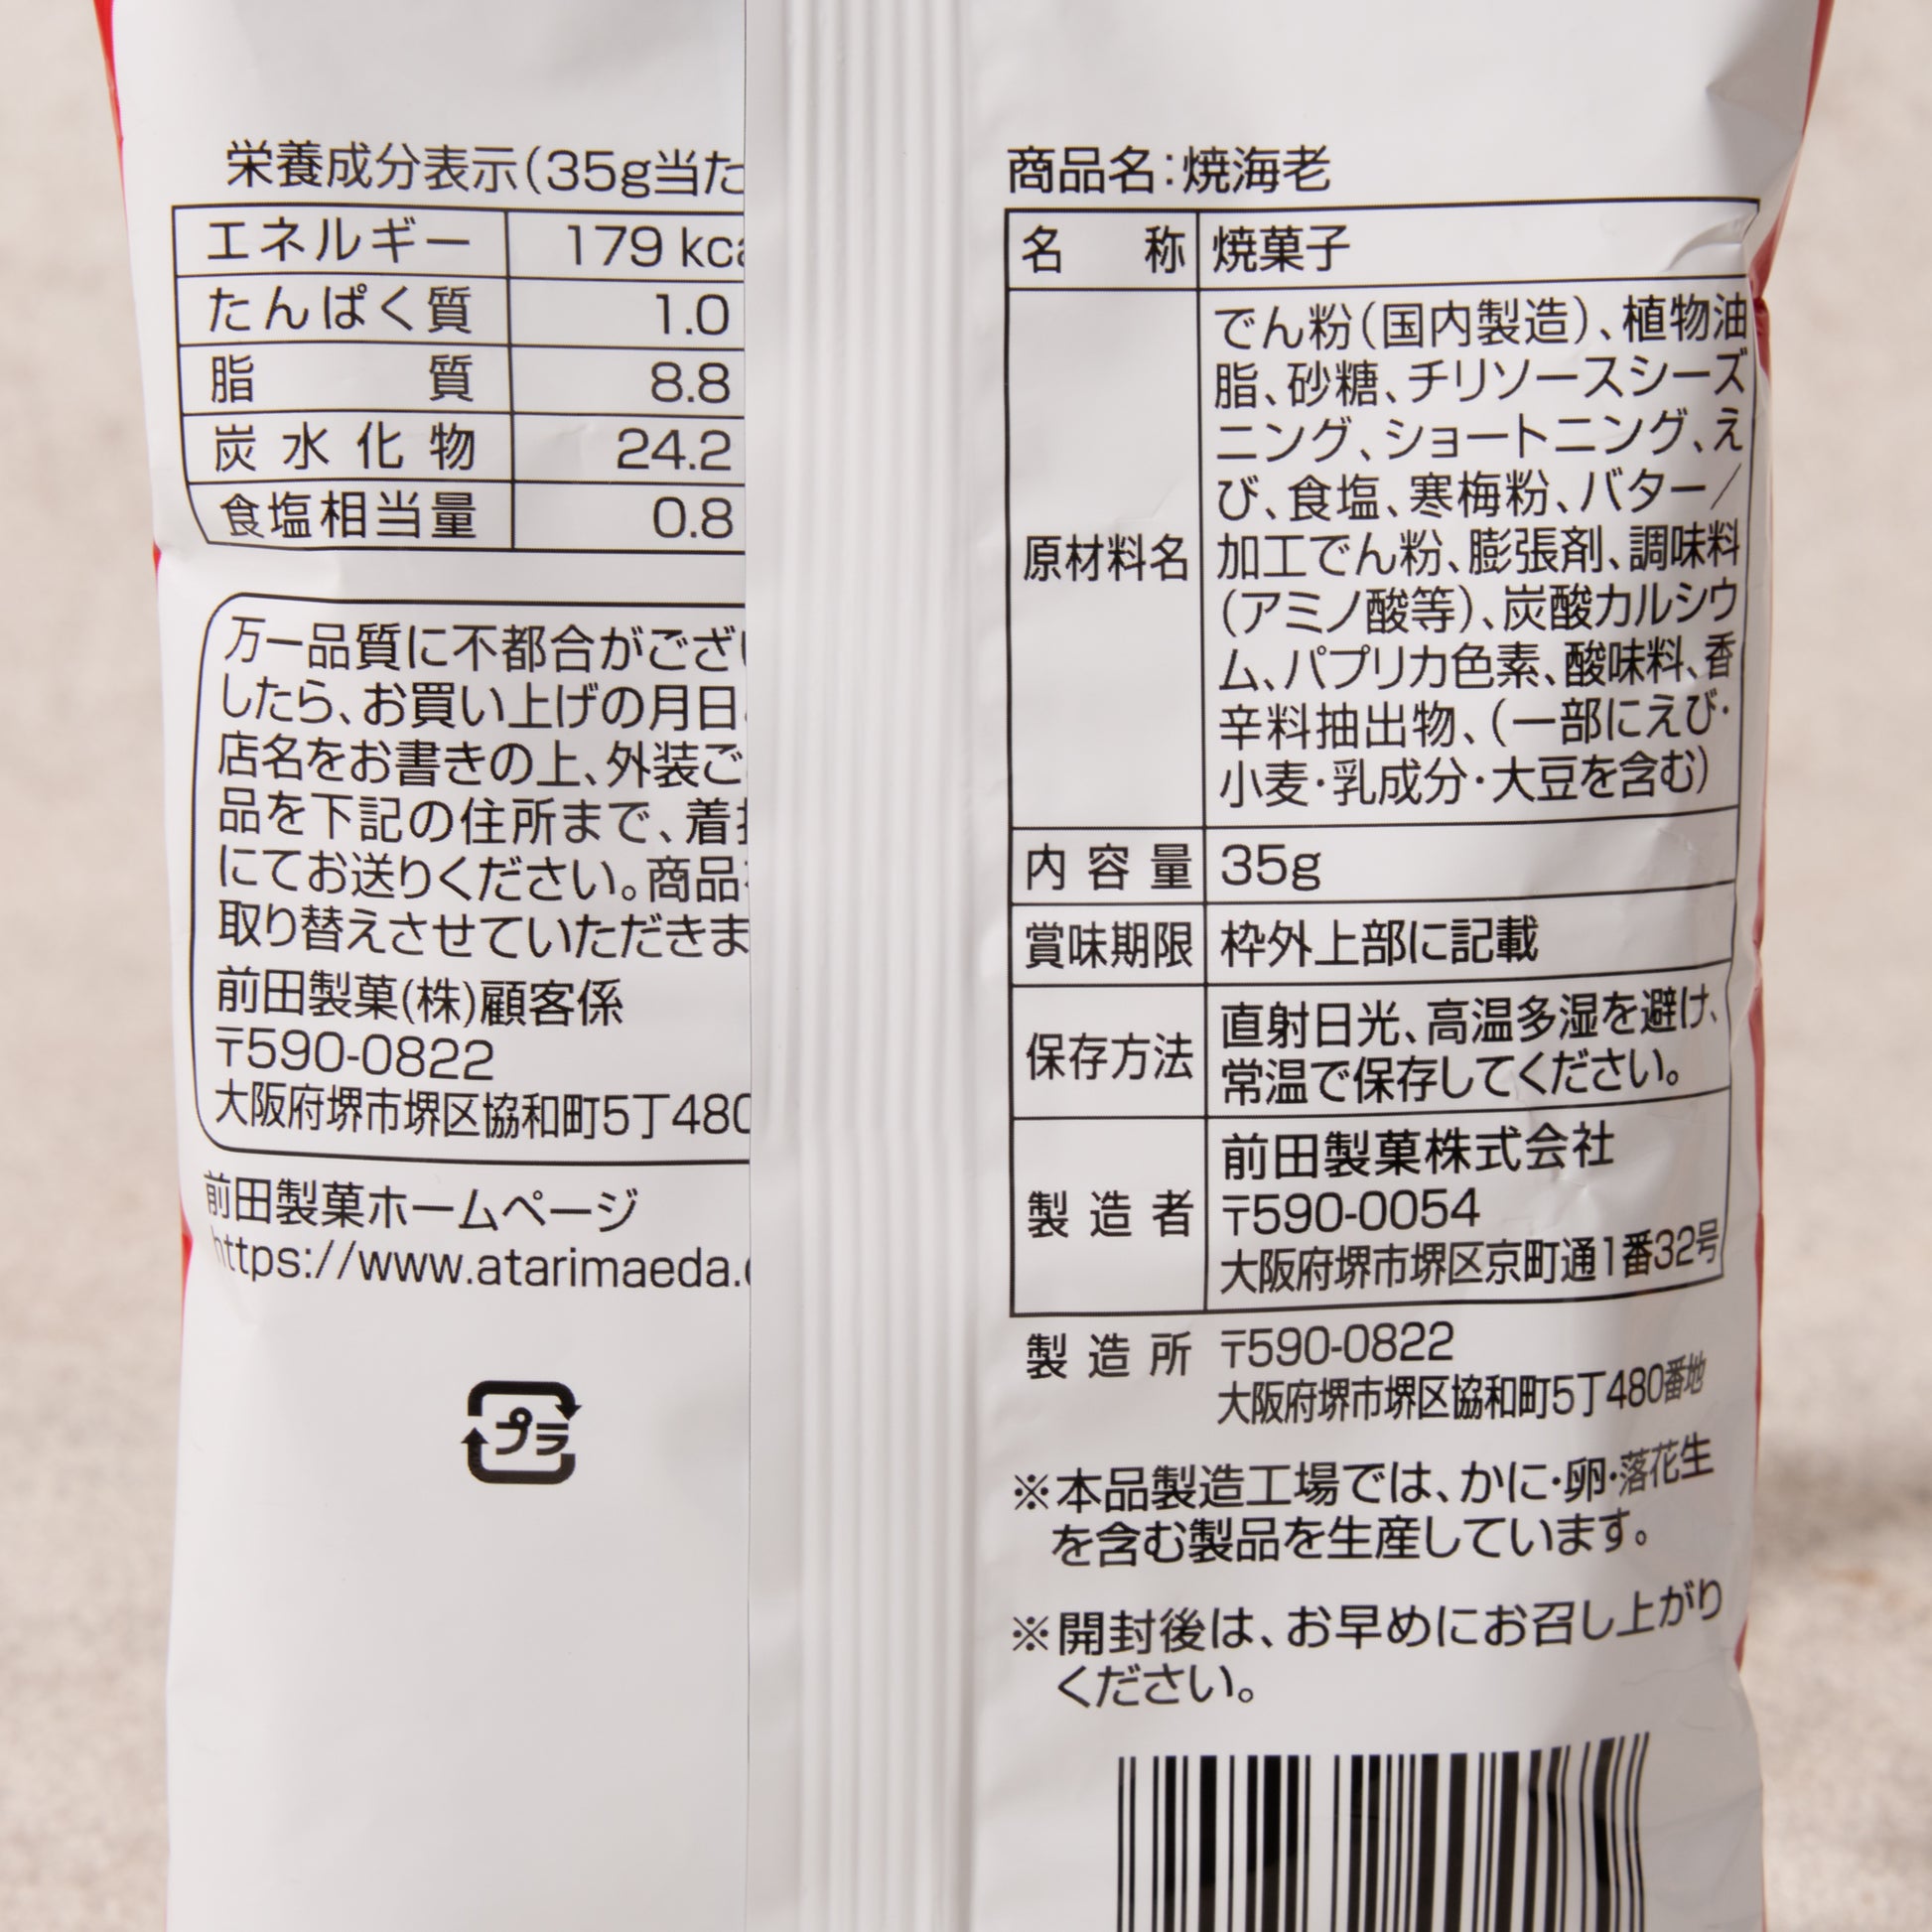 栄養成分表示(35g当た
エネルギー 179 kca
たんぱく質 1.0
脂質 8.8
炭水化物 24.2
食塩相当量 0.8
万一品質に不都合がござい
したら、お買い上げの月日
店名をお書きの上、外装ご
品を下記の住所まで、着
にてお送りください。商品
取り替えさせていただきま
前田製菓(株)顧客係
〒590-0822
大阪府堺市堺区協和町5丁480
前田製菓ホームページ
https://www.atarimaeda.
プラ
商品名:焼海老
名称 焼菓子
原材料名
でん粉(国内製造)、植物油
脂、砂糖、チリソースシーズ
ニング、ショートニング、え
び、食塩、寒梅粉、バター/
加工でん粉、膨張剤、調味料
(アミノ酸等)、炭酸カルシウ
ム、パプリカ色素、酸味料、香
辛料抽出物、(一部にえび・
小麦・乳成分・大豆を含む)
内容量 35g
賞味期限 枠外上部に記載
保存方法
直射日光、高温多湿を避け、
常温で保存してください。
製造者
前田製菓株式会社
〒590-0054
大阪府堺市堺区京町通1番32号
製造所 〒590-0822
大阪府堺市堺区協和町5丁480番地
※本品製造工場では、かに・卵・落花生
を含む製品を生産しています。
※開封後は、お早めにお召し上がり
ください。